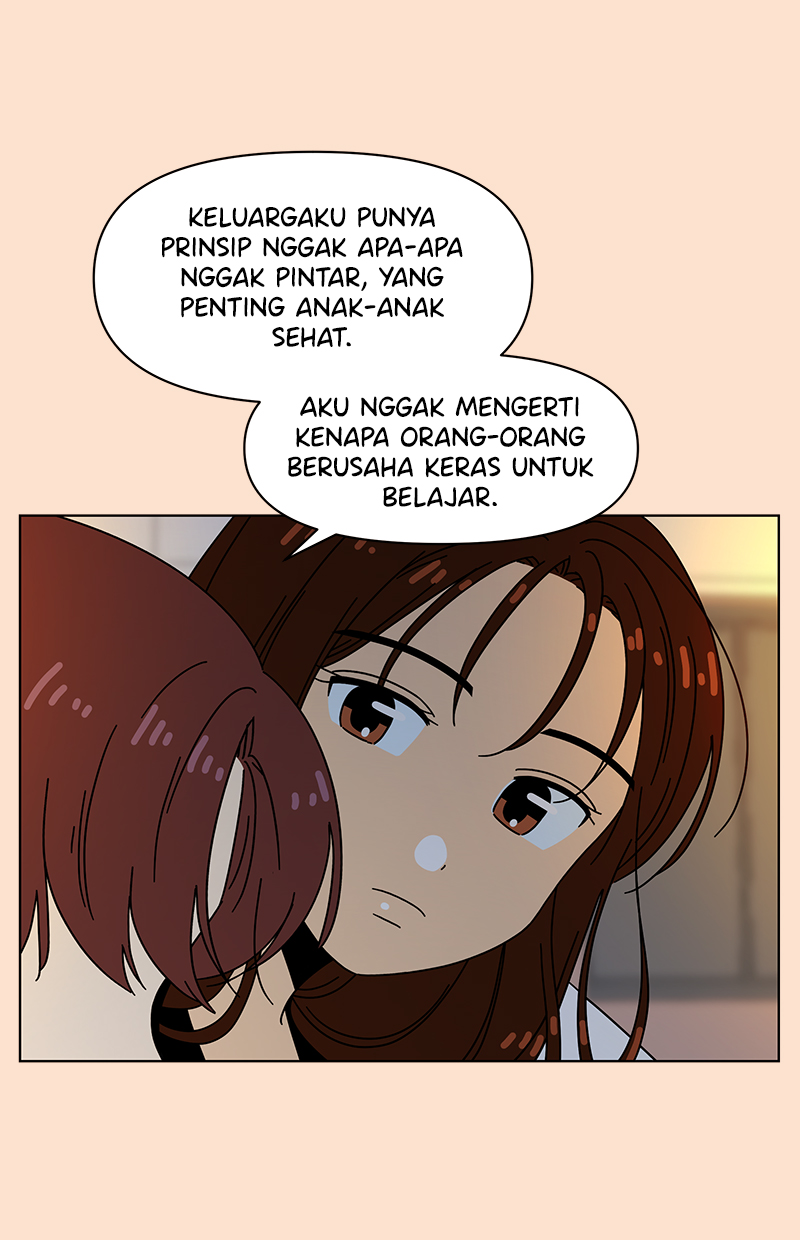 KELUARGAKU PUNYA
PRINSIP NGGAK APA-APA
NGGAK PINTAR, YANG
PENTING ANAK-ANAK
SEHAT.
AKU NGGAK MENGERTI
KENAPA ORANG-ORANG
BERUSAHA KERAS UNTUK
BELAJAR.